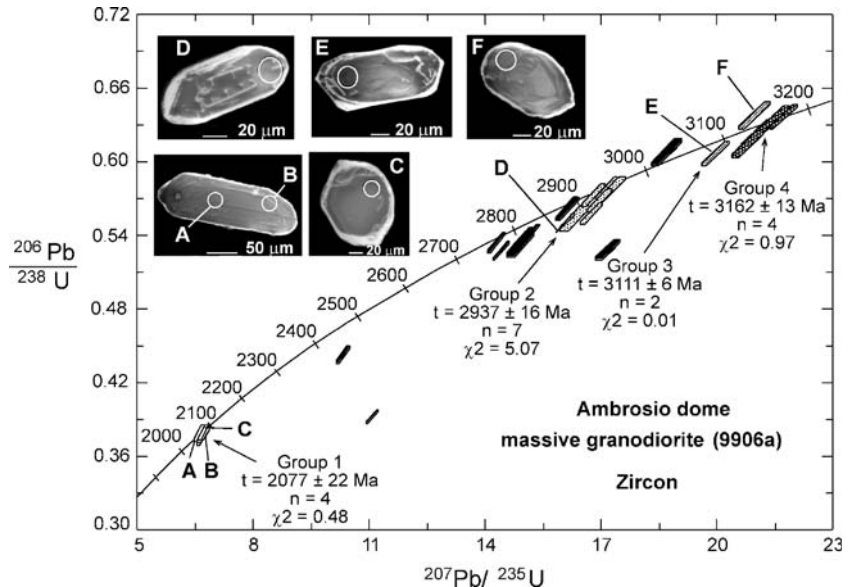 0.72
0.66
0.60
0.54
0.48
0.42
0.36
0.30
206 Pb
238 U
D
20 μm
E
20 μm
F
20 μm
A
B
50 μm
C
20 μm
2000
2100
2200
2300
2400
2500
2600
2700
2800
2900
3000
3100
3200
A
B
C
D
E
F
Group 1
t = 2077 ± 22 Ma
n = 4
χ2 = 0.48
Group 2
t = 2937 ± 16 Ma
n = 7
χ2 = 5.07
Group 3
t = 3111 ± 6 Ma
n = 2
χ2 = 0.01
Group 4
t = 3162 ± 13 Ma
n = 4
χ2 = 0.97
Ambrosio dome
massive granodiorite (9906a)
Zircon
5
8
11
14
17
20
23
207Pb/ 235U